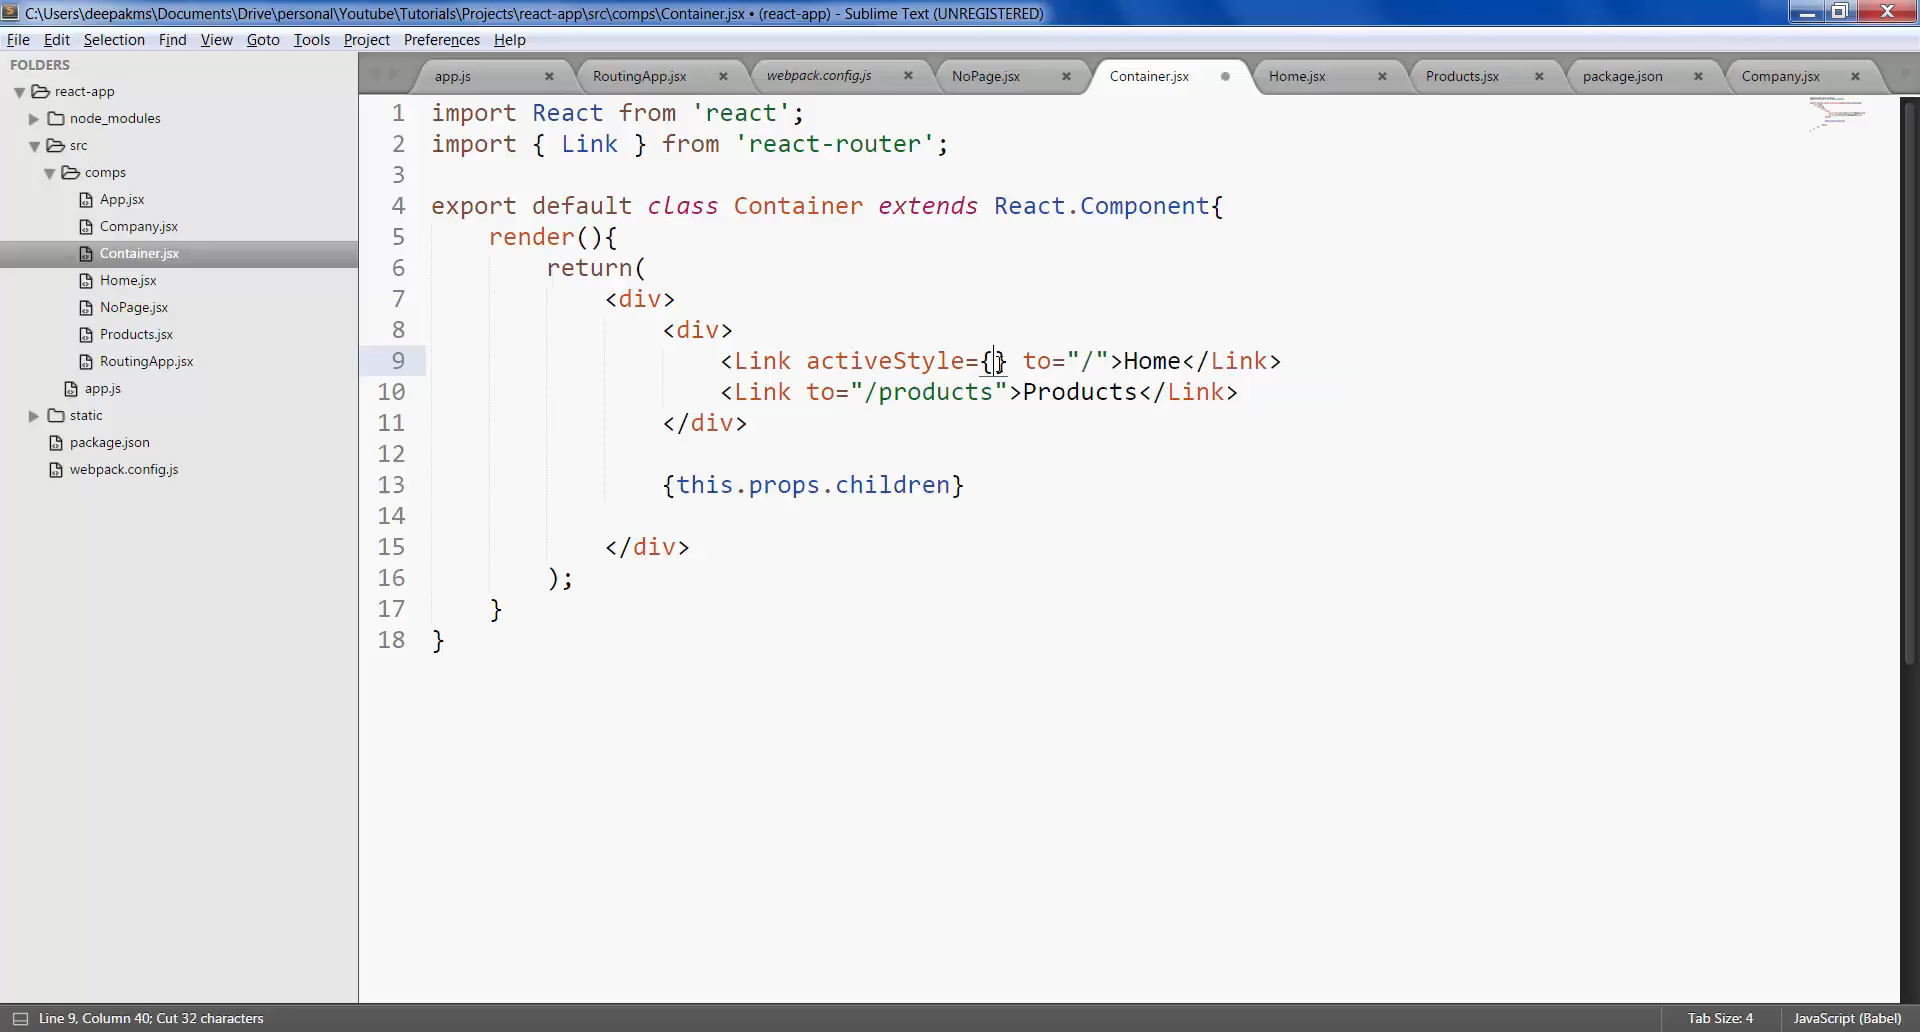 C:\Users\deepakms\Documents\Drive\personal\Youtube\Tutorials\Projects\react-app\src\comps\Container.jsx • (react-app) - Sublime Text (UNREGISTERED)
File Edit Selection Find View Goto Tools Project Preferences Help
FOLDERS
react-app
node_modules
src
comps
App.jsx
Company.jsx
Container.jsx
Home.jsx
NoPage.jsx
Products.jsx
RoutingApp.jsx
app.js
static
package.json
webpack.config.js
app.js RoutingApp.jsx webpack.config.js NoPage.jsx Container.jsx Home.jsx Products.jsx package.json Company.jsx
1 import React from 'react';
2 import { Link } from 'react-router';
3
4 export default class Container extends React.Component{
5 render(){
6 return(
7 <div>
8 <div>
9 <Link activeStyle={} to="/">Home</Link>
10 <Link to="/products">Products</Link>
11 </div>
12
13 {this.props.children}
14
15 </div>
16 );
17 }
18 }
Line 9, Column 40; Cut 32 characters
Tab Size: 4 JavaScript (Babel)